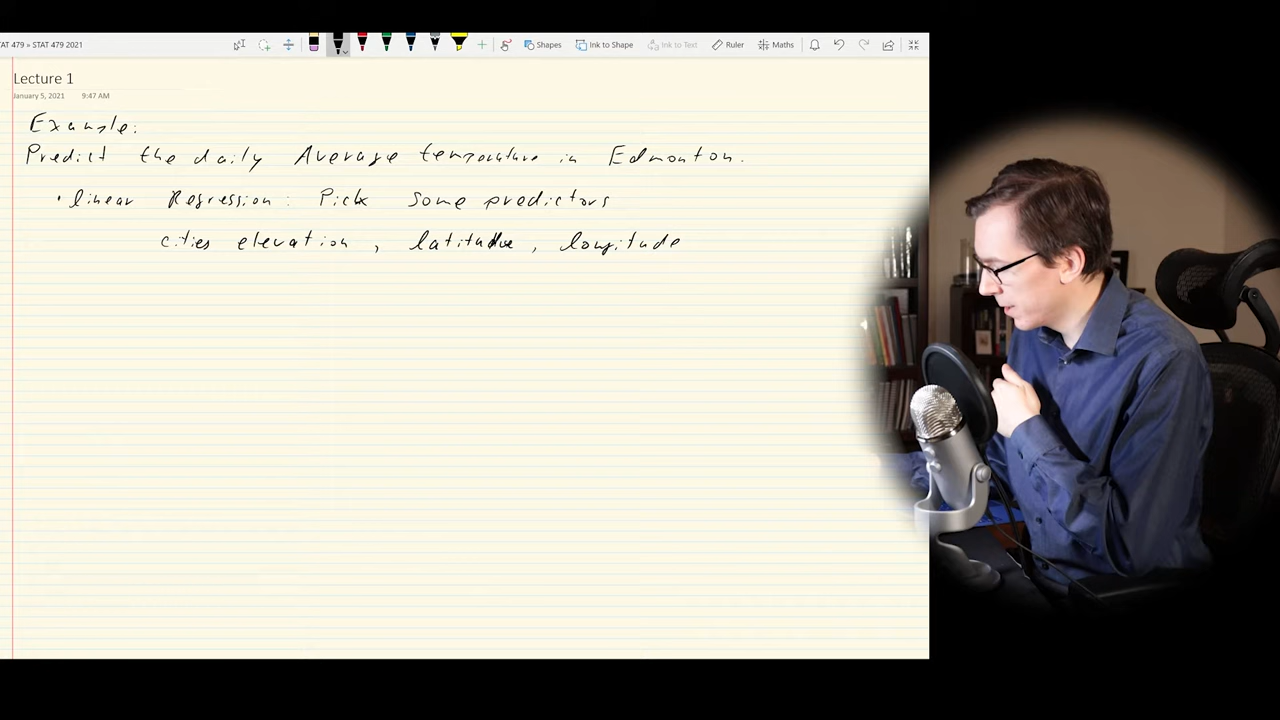 AT 479 » STAT 479 2021
Shapes Ink to Shape Ink to Text Ruler Maths
Lecture 1
January 5, 2021 9:47 AM
Example:
Predict the daily Average temperature in Edmonton.
• linear Regression: Pick some predictors
cities elevation, latitude, longitude